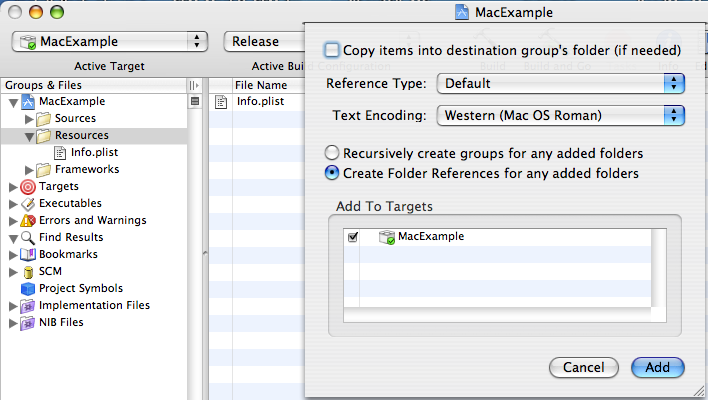 MacExample
MacExample
Release
Active Target
Active Bu
Groups & Files
File Name
MacExample
Sources
Resources
Info.plist
Frameworks
Targets
Executables
Errors and Warnings
Find Results
Bookmarks
SCM
Project Symbols
Implementation Files
NIB Files
Info.plist
Copy items into destination group's folder (if needed)
Reference Type:
Default
Text Encoding:
Western (Mac OS Roman)
Recursively create groups for any added folders
Create Folder References for any added folders
Add To Targets
MacExample
Cancel
Add